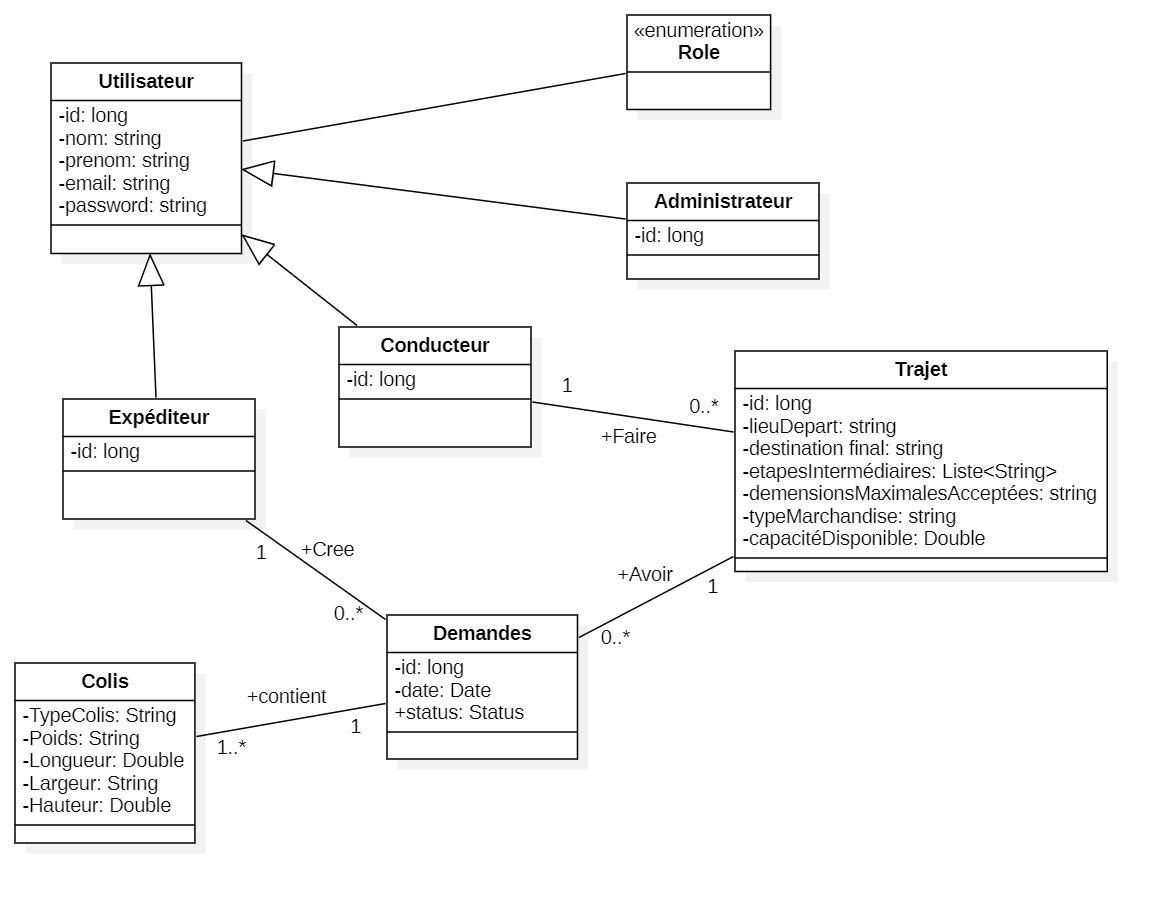 «enumeration»
Role
Utilisateur
-id: long
-nom: string
-prenom: string
-email: string
-password: string
Administrateur
-id: long
Conducteur
-id: long
1
0..*
+Faire
Trajet
-id: long
-lieuDepart: string
-destination final: string
-etapesIntermédiaires: Liste<String>
-demensionsMaximalesAcceptées: string
-typeMarchandise: string
-capacitéDisponible: Double
Expéditeur
-id: long
1
+Cree
0..*
+Avoir
1
0..*
Demandes
-id: long
-date: Date
+status: Status
Colis
-TypeColis: String
-Poids: String
-Longueur: Double
-Largeur: String
-Hauteur: Double
+contient
1
1..*